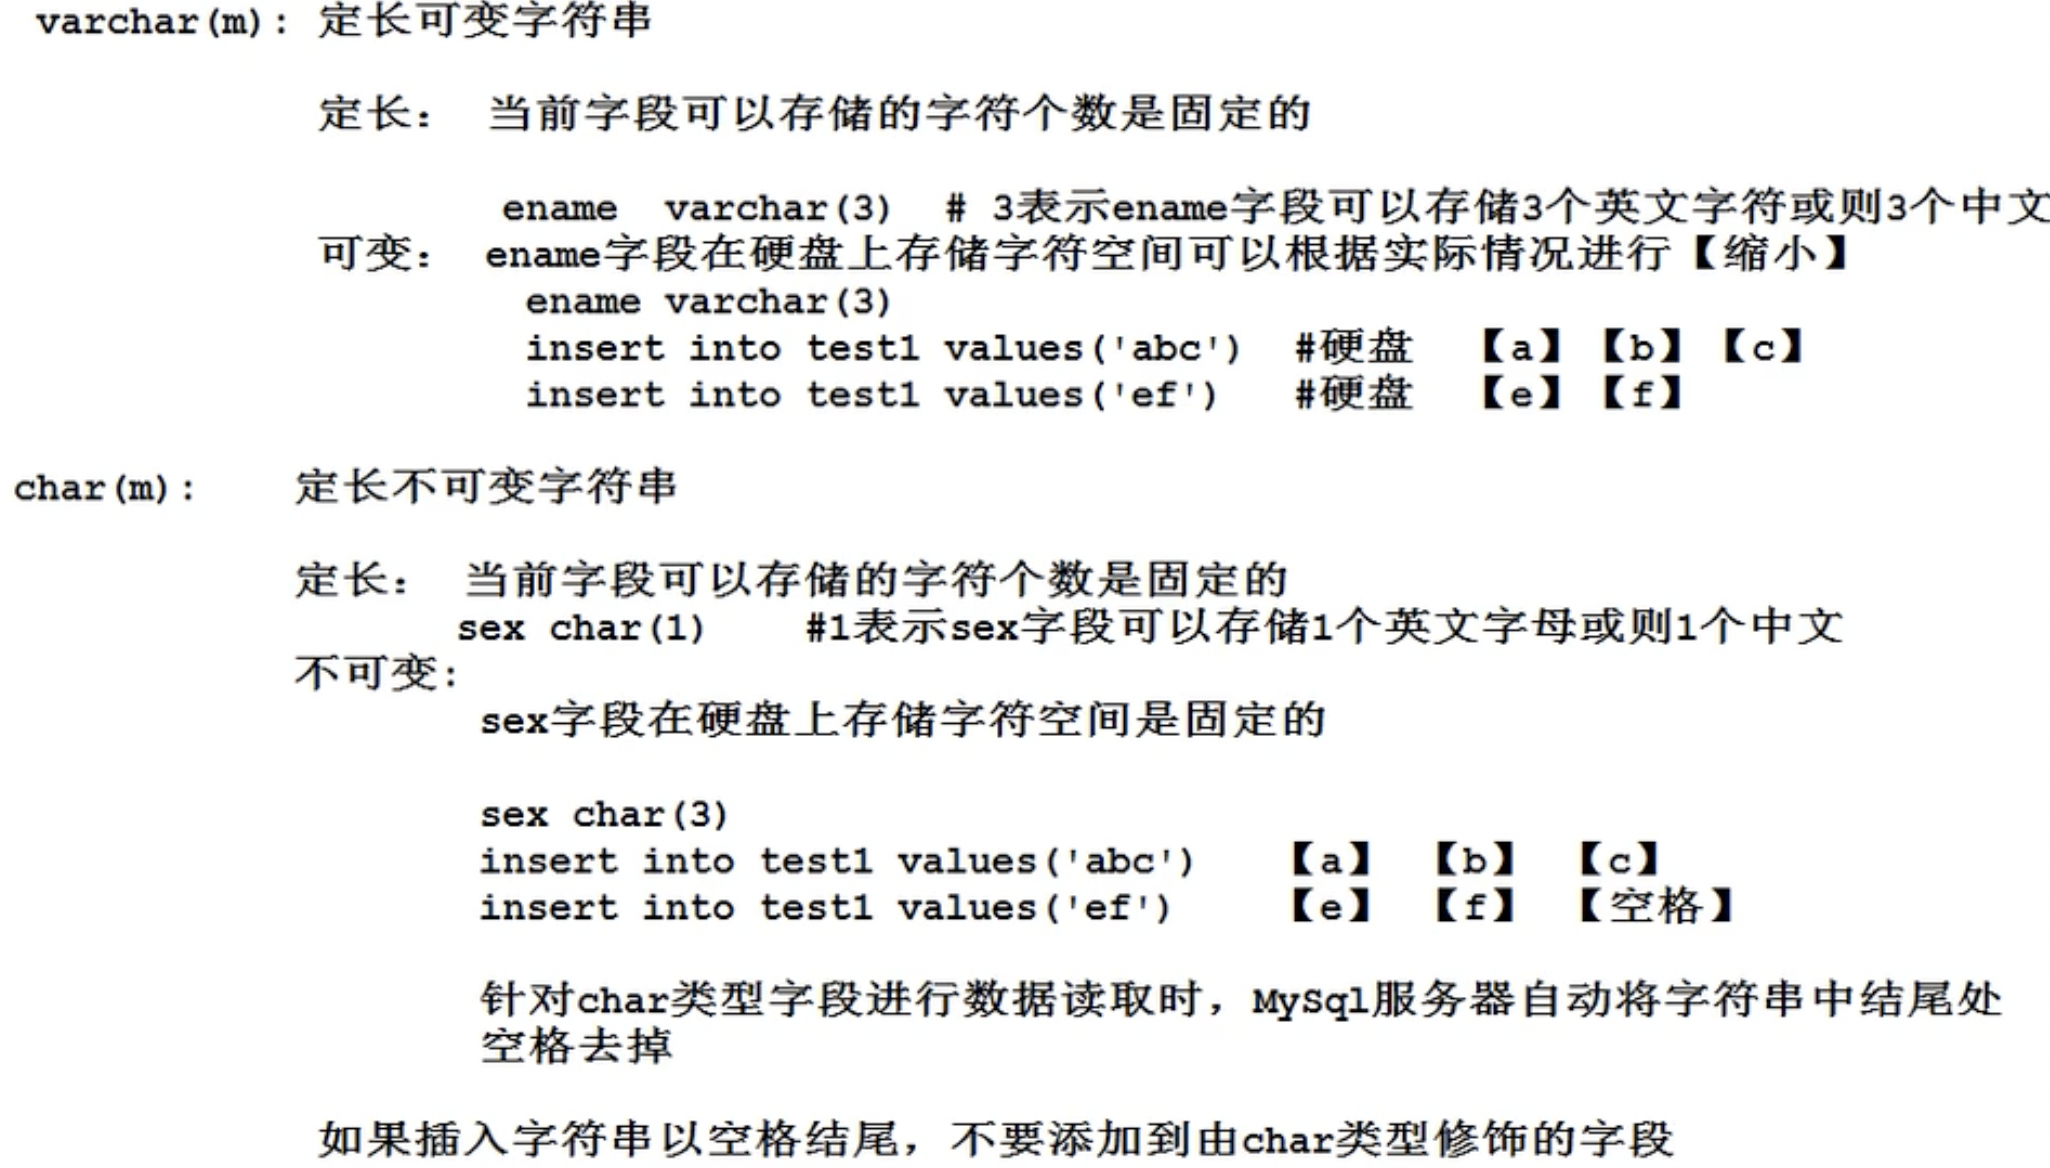 varchar(m): 定长可变字符串
定长: 当前字段可以存储的字符个数是固定的
ename varchar(3) # 3表示ename字段可以存储3个英文字符或则3个中文
可变: ename字段在硬盘上存储字符空间可以根据实际情况进行【缩小】
ename varchar(3)
insert into test1 values('abc') #硬盘 【a】【b】【c】
insert into test1 values('ef') #硬盘 【e】【f】
char(m): 定长不可变字符串
定长: 当前字段可以存储的字符个数是固定的
sex char(1) #1表示sex字段可以存储1个英文字母或则1个中文
不可变:
sex字段在硬盘上存储字符空间是固定的
sex char(3)
insert into test1 values('abc') 【a】 【b】 【c】
insert into test1 values('ef') 【e】 【f】 【空格】
针对char类型字段进行数据读取时，MySql服务器自动将字符串中结尾处
空格去掉
如果插入字符串以空格结尾，不要添加到由char类型修饰的字段